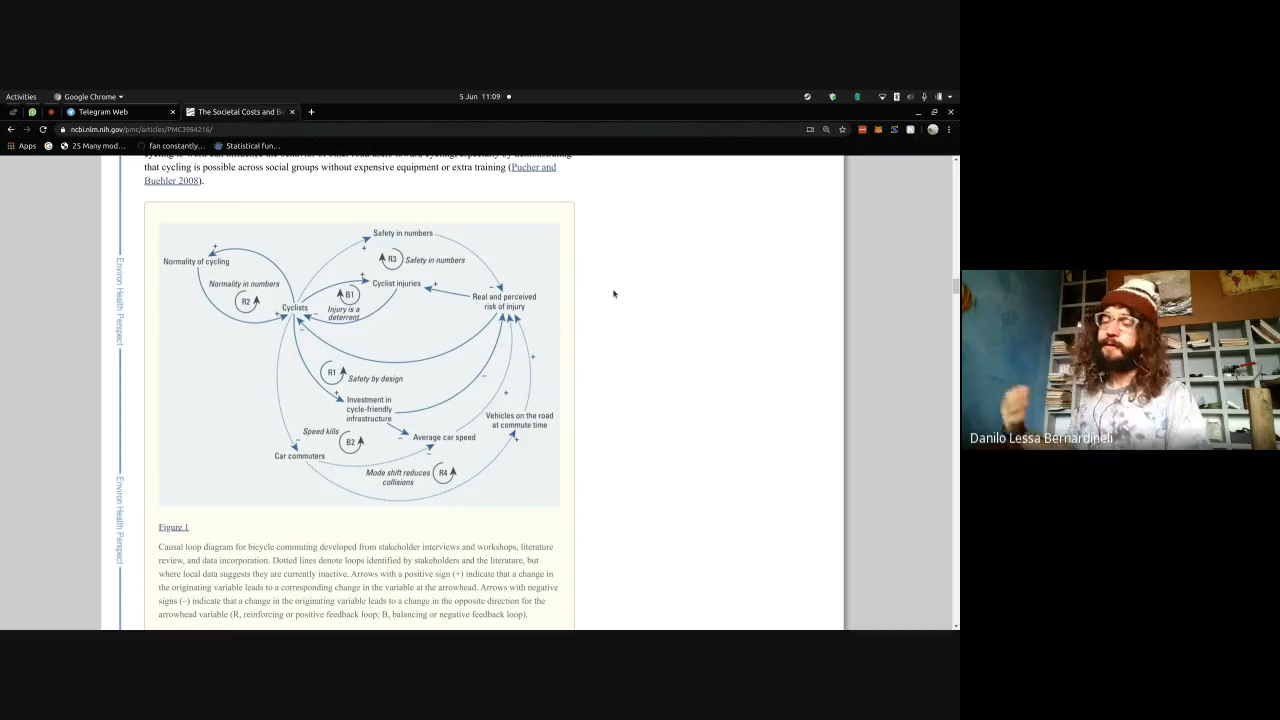 Activities
Google Chrome
5 Jun 11:09
Telegram Web
The Societal Costs and B
ncbi.nlm.nih.gov/pmc/articles/PMC3984216/
Apps
25 Many mod…
fan constantly…
Statistical fun…
that cycling is possible across social groups without expensive equipment or extra training (Pucher and
Buehler 2008).
Environ Health Perspect
Environ Health Perspect
Environ Health Perspect
Safety in numbers
+
+
R3
Safety in numbers
Normality of cycling
Normality in numbers
R2
+
Cyclists
+
Cyclist injuries
+
B1
Injury is a
deterrent
–
–
–
Real and perceived
risk of injury
R1
Safety by design
–
+
+
+
Investment in
cycle-friendly
infrastructure
Vehicles on the road
at commute time
+
Speed kills
B2
–
Average car speed
–
–
Car commuters
Mode shift reduces
collisions
R4
Figure 1
Causal loop diagram for bicycle commuting developed from stakeholder interviews and workshops, literature
review, and data incorporation. Dotted lines denote loops identified by stakeholders and the literature, but
where local data suggests they are currently inactive. Arrows with a positive sign (+) indicate that a change in
the originating variable leads to a corresponding change in the variable at the arrowhead. Arrows with negative
signs (–) indicate that a change in the originating variable leads to a change in the opposite direction for the
arrowhead variable (R, reinforcing or positive feedback loop; B, balancing or negative feedback loop).
Danilo Lessa Bernardineli